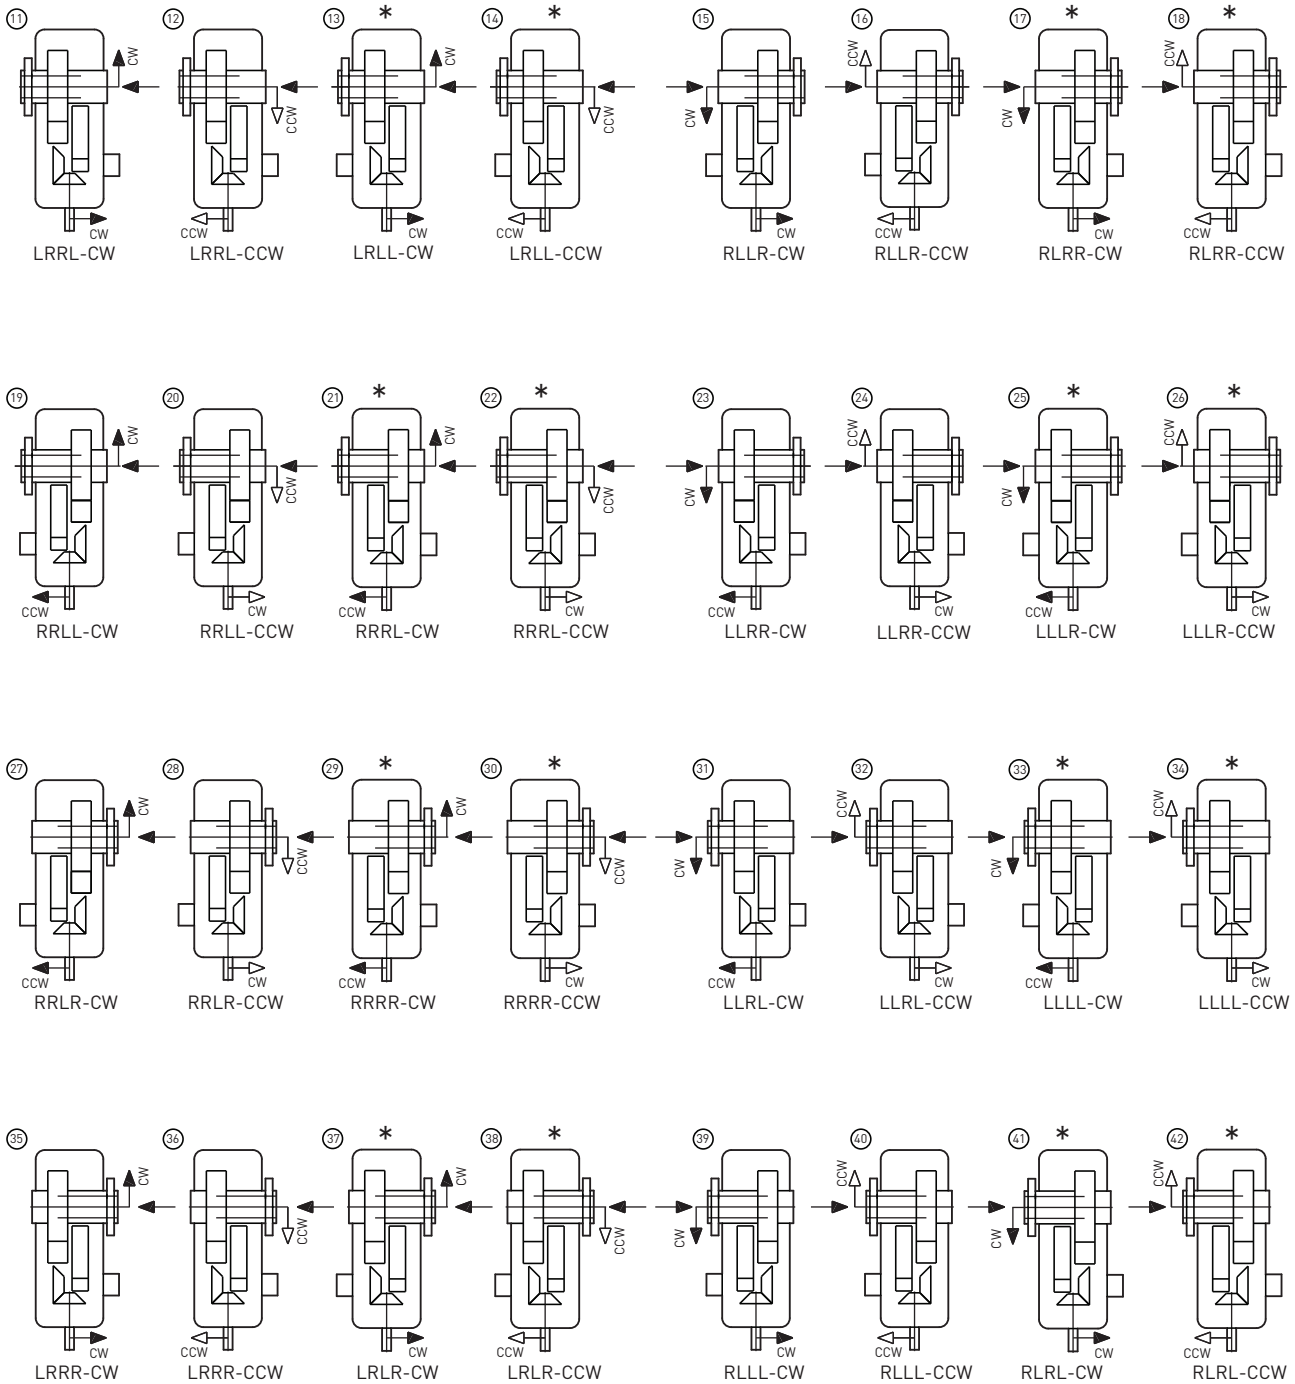 11 12 13 * 14 * 15 16 17 * 18 *
CW CCW CW CCW CW CCW CW CCW
CW CCW CW CCW CW CCW CW CCW
LRRL-CW LRRL-CCW LRLL-CW LRLL-CCW RLLR-CW RLLR-CCW RLRR-CW RLRR-CCW
19 20 21 * 22 * 23 24 25 * 26 *
CW CCW CW CCW CW CCW CW CCW
CCW CW CCW CW CCW CW CCW CW
RRLL-CW RRLL-CCW RRRL-CW RRRL-CCW LLRR-CW LLRR-CCW LLLR-CW LLLR-CCW
27 28 29 * 30 * 31 32 33 * 34 *
CW CCW CW CCW CW CCW CW CCW
CCW CW CCW CW CCW CW CCW CW
RRLR-CW RRLR-CCW RRRR-CW RRRR-CCW LLRL-CW LLRL-CCW LLLL-CW LLLL-CCW
35 36 37 * 38 * 39 40 41 * 42 *
CW CCW CW CCW CW CCW CW CCW
CW CCW CW CCW CW CCW CW CCW
LRRR-CW LRRR-CCW LRLR-CW LRLR-CCW RLLL-CW RLLL-CCW RLRL-CW RLRL-CCW